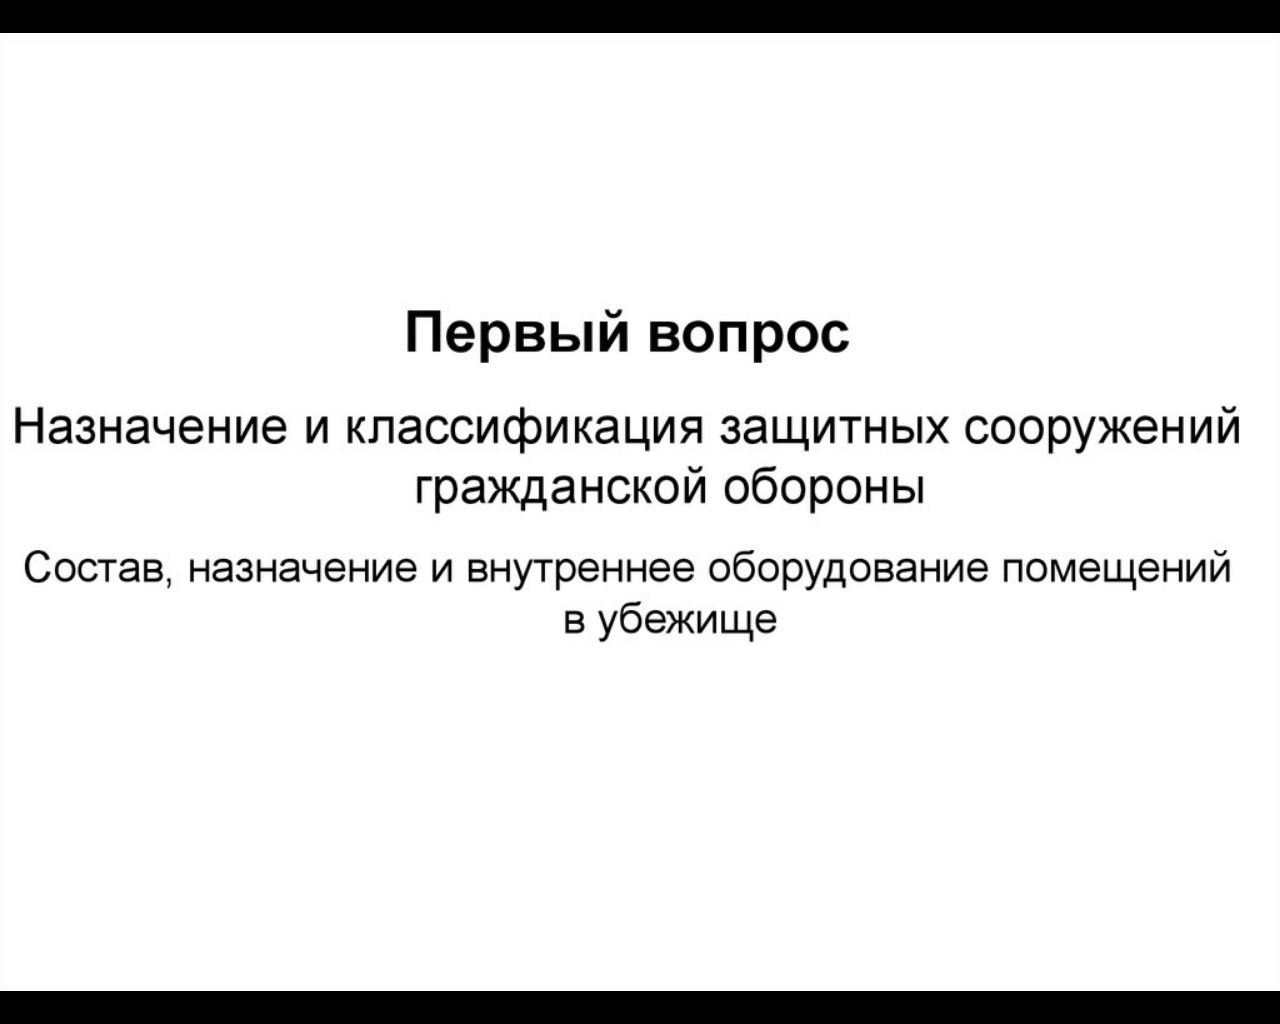 Первый вопрос
Назначение и классификация защитных сооружений
гражданской обороны
Состав, назначение и внутреннее оборудование помещений
в убежище